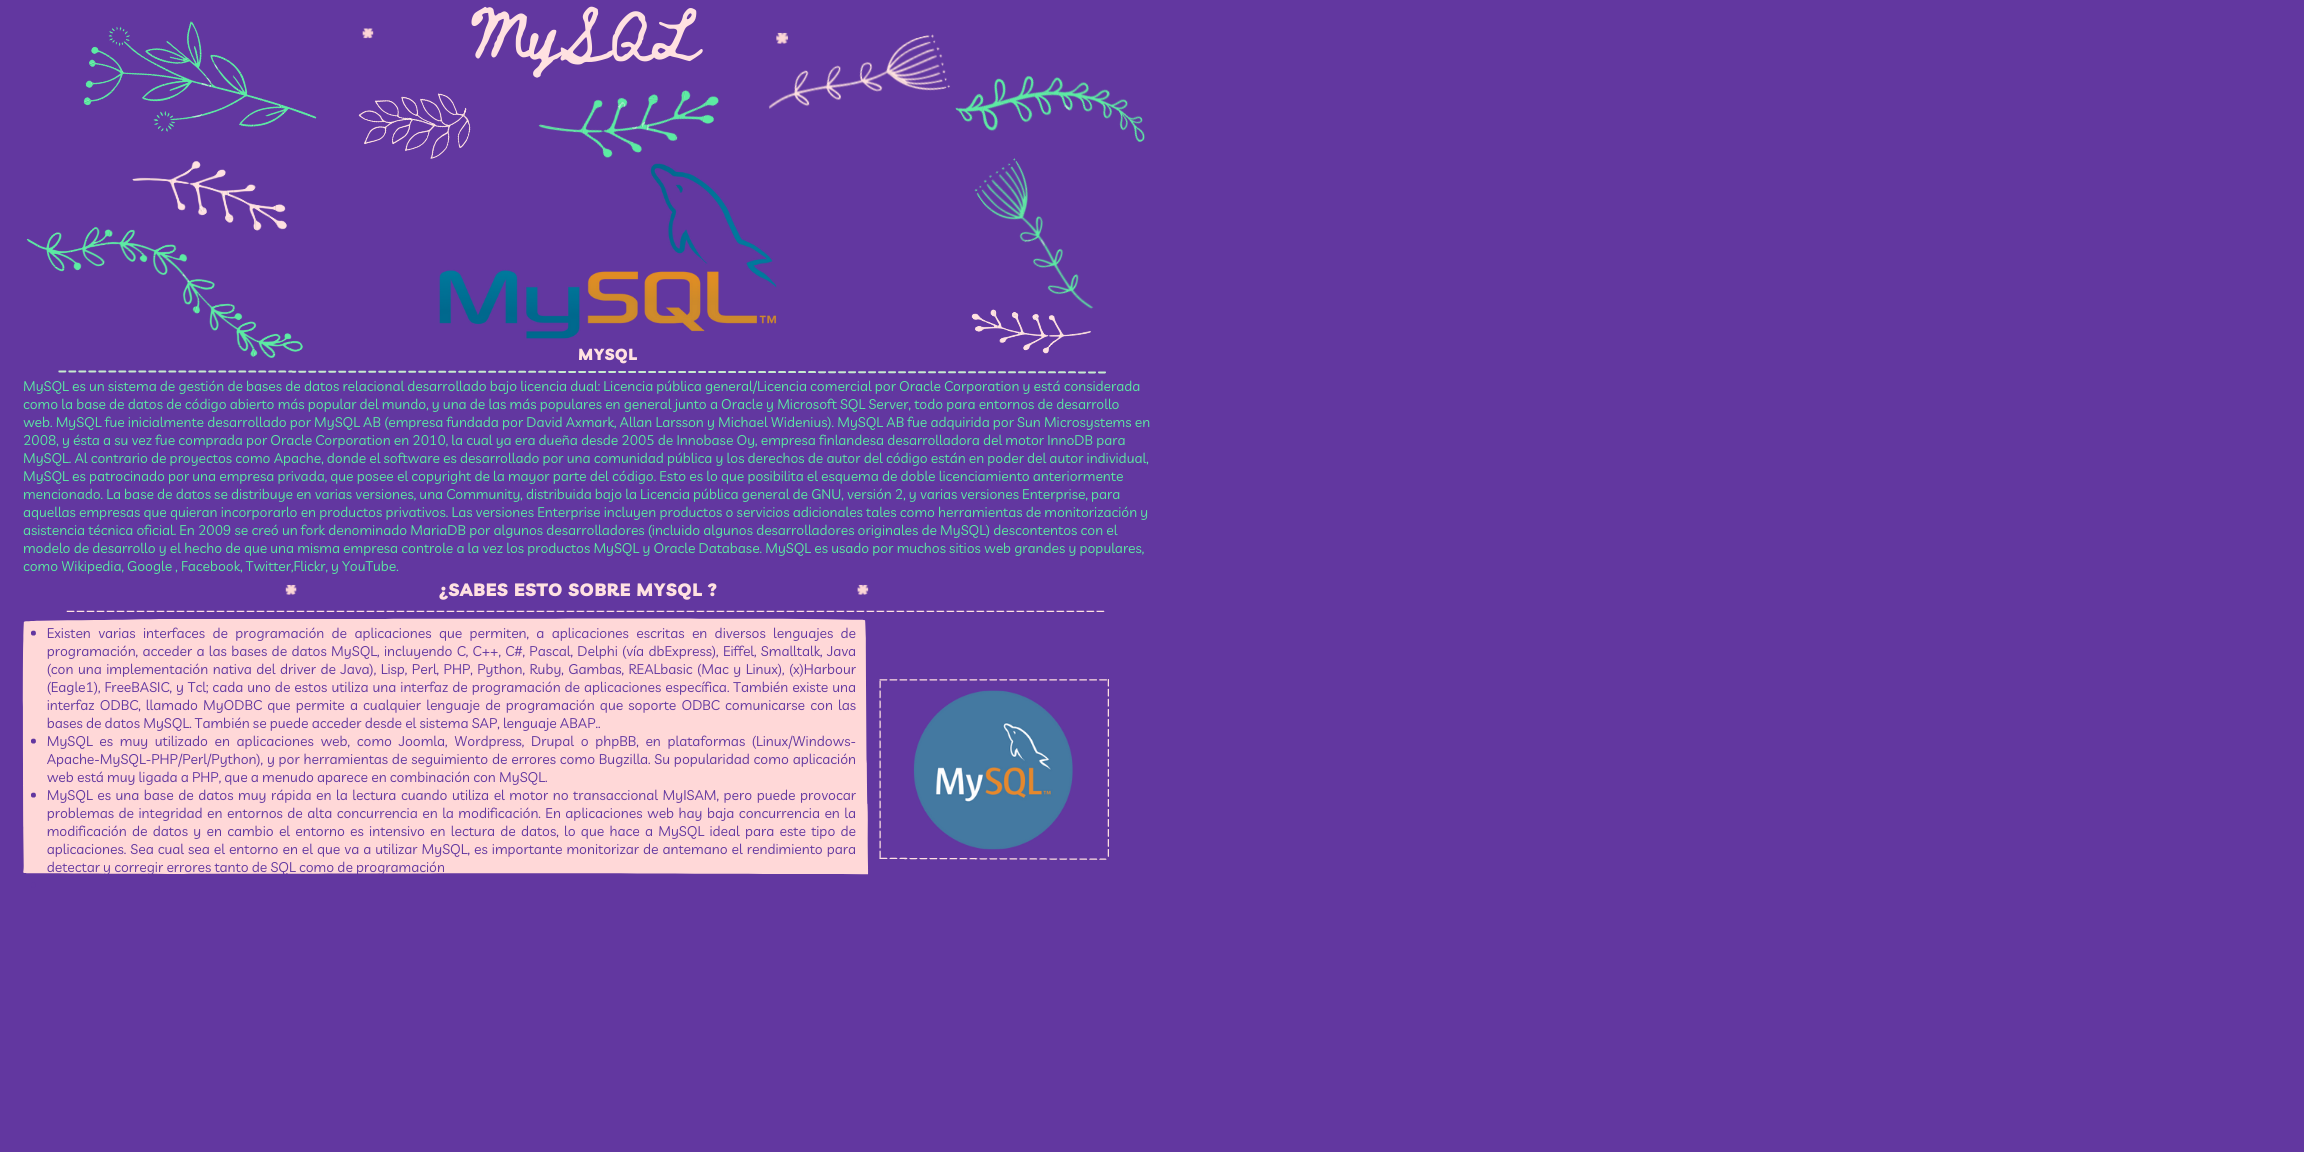 MySQL
MySQL™
MYSQL
MySQL es un sistema de gestión de bases de datos relacional desarrollado bajo licencia dual: Licencia pública general/Licencia comercial por Oracle Corporation y está considerada
como la base de datos de código abierto más popular del mundo, y una de las más populares en general junto a Oracle y Microsoft SQL Server, todo para entornos de desarrollo
web. MySQL fue inicialmente desarrollado por MySQL AB (empresa fundada por David Axmark, Allan Larsson y Michael Widenius). MySQL AB fue adquirida por Sun Microsystems en
2008, y ésta a su vez fue comprada por Oracle Corporation en 2010, la cual ya era dueña desde 2005 de Innobase Oy, empresa finlandesa desarrolladora del motor InnoDB para
MySQL. Al contrario de proyectos como Apache, donde el software es desarrollado por una comunidad pública y los derechos de autor del código están en poder del autor individual,
MySQL es patrocinado por una empresa privada, que posee el copyright de la mayor parte del código. Esto es lo que posibilita el esquema de doble licenciamiento anteriormente
mencionado. La base de datos se distribuye en varias versiones, una Community, distribuida bajo la Licencia pública general de GNU, versión 2, y varias versiones Enterprise, para
aquellas empresas que quieran incorporarlo en productos privativos. Las versiones Enterprise incluyen productos o servicios adicionales tales como herramientas de monitorización y
asistencia técnica oficial. En 2009 se creó un fork denominado MariaDB por algunos desarrolladores (incluido algunos desarrolladores originales de MySQL) descontentos con el
modelo de desarrollo y el hecho de que una misma empresa controle a la vez los productos MySQL y Oracle Database. MySQL es usado por muchos sitios web grandes y populares,
como Wikipedia, Google , Facebook, Twitter,Flickr, y YouTube.
¿SABES ESTO SOBRE MYSQL ?
• Existen varias interfaces de programación de aplicaciones que permiten, a aplicaciones escritas en diversos lenguajes de
programación, acceder a las bases de datos MySQL, incluyendo C, C++, C#, Pascal, Delphi (vía dbExpress), Eiffel, Smalltalk, Java
(con una implementación nativa del driver de Java), Lisp, Perl, PHP, Python, Ruby, Gambas, REALbasic (Mac y Linux), (x)Harbour
(Eagle1), FreeBASIC, y Tcl; cada uno de estos utiliza una interfaz de programación de aplicaciones específica. También existe una
interfaz ODBC, llamado MyODBC que permite a cualquier lenguaje de programación que soporte ODBC comunicarse con las
bases de datos MySQL. También se puede acceder desde el sistema SAP, lenguaje ABAP..
• MySQL es muy utilizado en aplicaciones web, como Joomla, Wordpress, Drupal o phpBB, en plataformas (Linux/Windows-
Apache-MySQL-PHP/Perl/Python), y por herramientas de seguimiento de errores como Bugzilla. Su popularidad como aplicación
web está muy ligada a PHP, que a menudo aparece en combinación con MySQL.
• MySQL es una base de datos muy rápida en la lectura cuando utiliza el motor no transaccional MyISAM, pero puede provocar
problemas de integridad en entornos de alta concurrencia en la modificación. En aplicaciones web hay baja concurrencia en la
modificación de datos y en cambio el entorno es intensivo en lectura de datos, lo que hace a MySQL ideal para este tipo de
aplicaciones. Sea cual sea el entorno en el que va a utilizar MySQL, es importante monitorizar de antemano el rendimiento para
detectar y corregir errores tanto de SQL como de programación
MySQL™